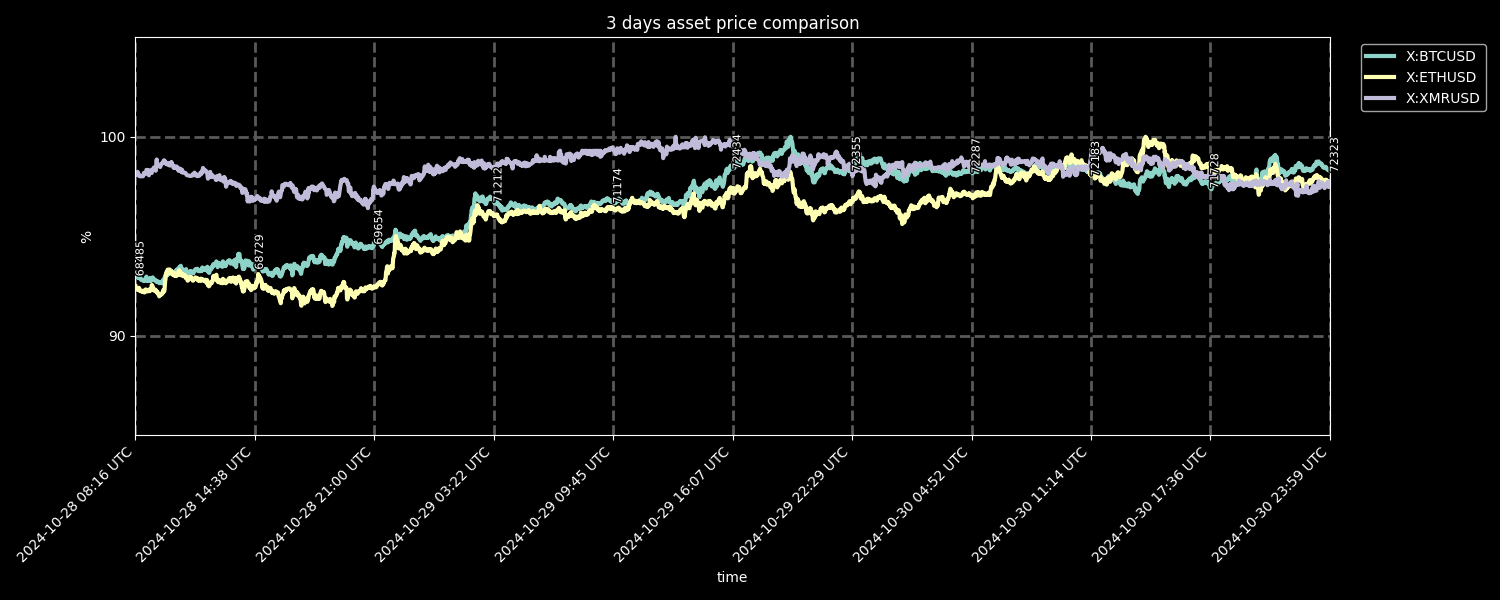 3 days asset price comparison
X:BTCUSD
X:ETHUSD
X:XMRUSD
%
100
90
68485
68729
69654
71212
71174
72434
72355
72287
72183
71728
72323
2024-10-28 08:16 UTC
2024-10-28 14:38 UTC
2024-10-28 21:00 UTC
2024-10-29 03:22 UTC
2024-10-29 09:45 UTC
2024-10-29 16:07 UTC
2024-10-29 22:29 UTC
2024-10-30 04:52 UTC
2024-10-30 11:14 UTC
2024-10-30 17:36 UTC
2024-10-30 23:59 UTC
time